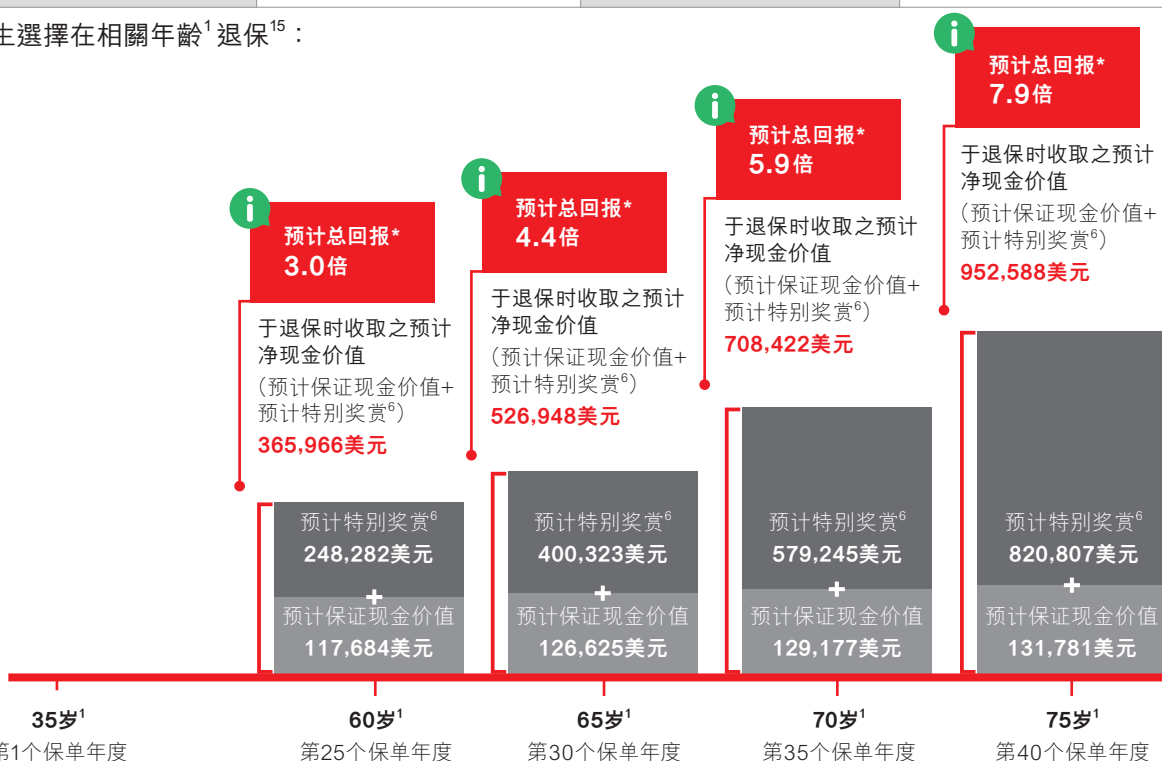 生選擇在相關年齡¹退保¹⁵：
预计总回报*
3.0倍
于退保时收取之预计
净现金价值
（预计保证现金价值+
预计特别奖赏⁶）
365,966美元
预计特别奖赏⁶
248,282美元
+
预计保证现金价值
117,684美元
预计总回报*
4.4倍
于退保时收取之预计
净现金价值
（预计保证现金价值+
预计特别奖赏⁶）
526,948美元
预计特别奖赏⁶
400,323美元
+
预计保证现金价值
126,625美元
预计总回报*
5.9倍
于退保时收取之预计
净现金价值
（预计保证现金价值+
预计特别奖赏⁶）
708,422美元
预计特别奖赏⁶
579,245美元
+
预计保证现金价值
129,177美元
预计总回报*
7.9倍
于退保时收取之预计
净现金价值
（预计保证现金价值+
预计特别奖赏⁶）
952,588美元
预计特别奖赏⁶
820,807美元
+
预计保证现金价值
131,781美元
35岁¹
第1个保单年度
60岁¹
第25个保单年度
65岁¹
第30个保单年度
70岁¹
第35个保单年度
75岁¹
第40个保单年度